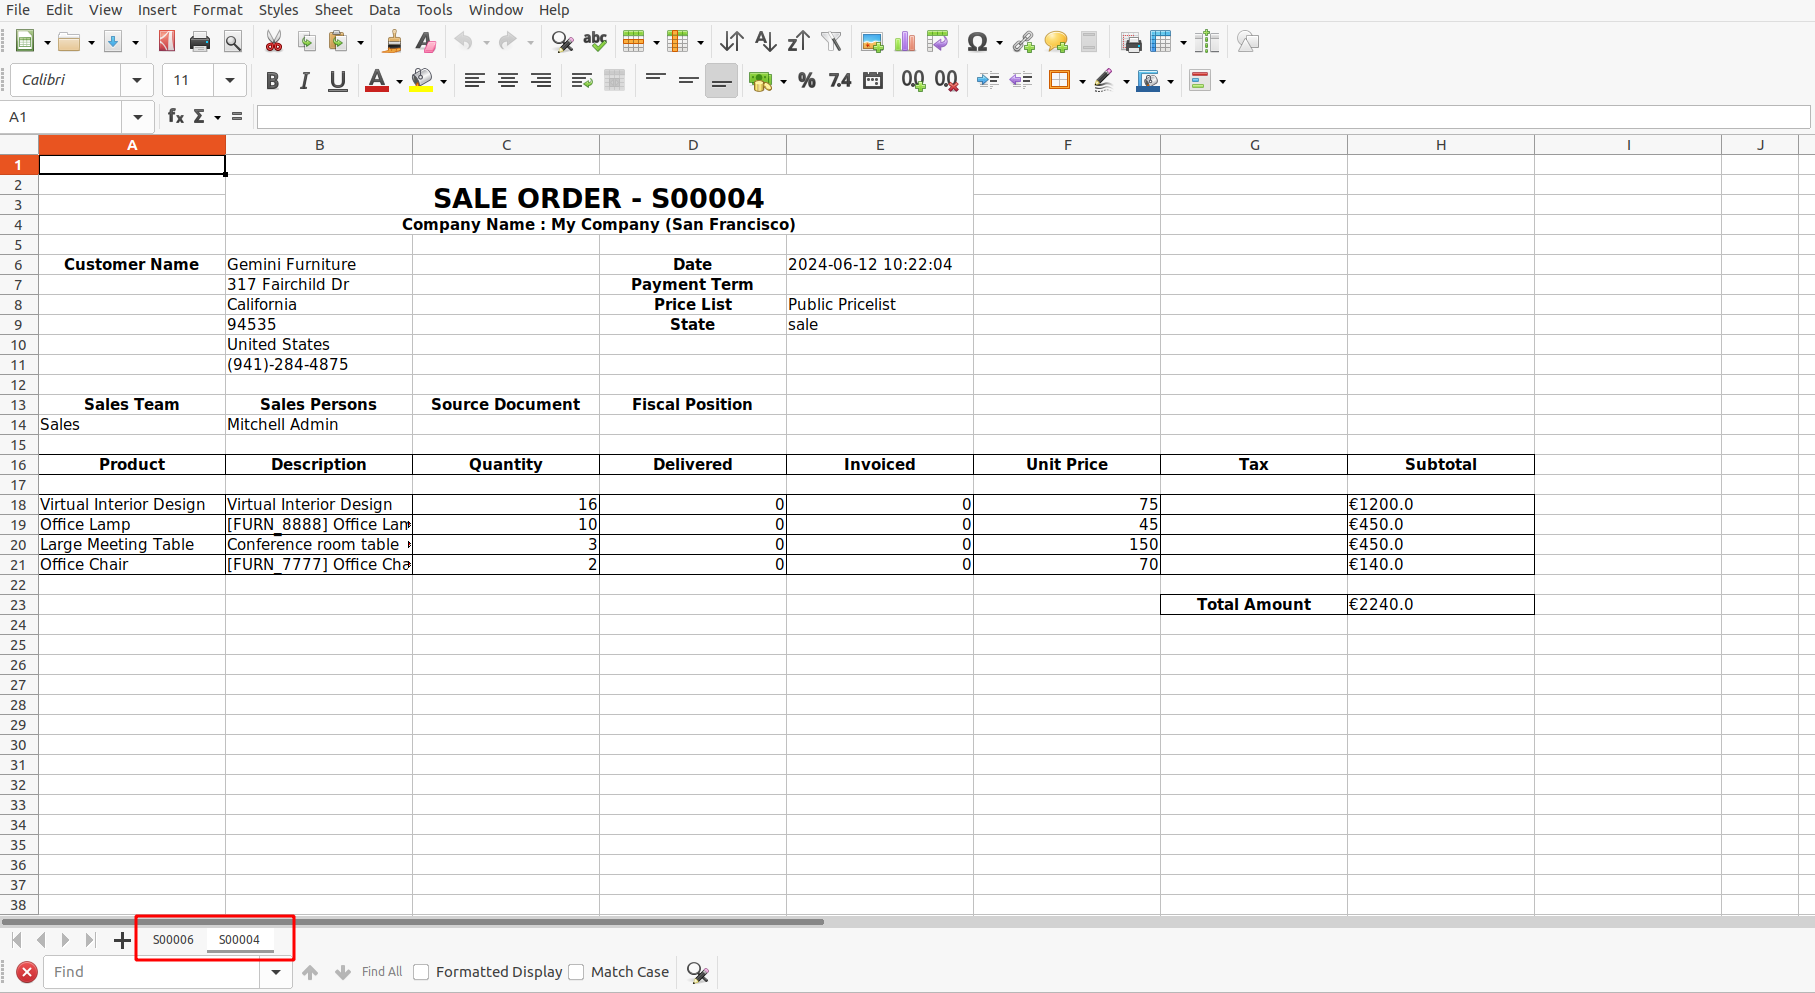 File Edit View Insert Format Styles Sheet Data Tools Window Help
Calibri 11 B I U A % 7.4 0.0 0.0
A1 fx Σ =
A B C D E F G H I J
1
2
SALE ORDER - S00004
3
4 Company Name : My Company (San Francisco)
5
6 Customer Name Gemini Furniture Date 2024-06-12 10:22:04
7 317 Fairchild Dr Payment Term
8 California Price List Public Pricelist
9 94535 State sale
10 United States
11 (941)-284-4875
12
13 Sales Team Sales Persons Source Document Fiscal Position
14 Sales Mitchell Admin
15
16 Product Description Quantity Delivered Invoiced Unit Price Tax Subtotal
17
18 Virtual Interior Design Virtual Interior Design 16 0 0 75 €1200.0
19 Office Lamp [FURN_8888] Office Lam 10 0 0 45 €450.0
20 Large Meeting Table Conference room table 3 0 0 150 €450.0
21 Office Chair [FURN_7777] Office Cha 2 0 0 70 €140.0
22
23 Total Amount €2240.0
24
25
26
27
28
29
30
31
32
33
34
35
36
37
38
S00006 S00004
Find Find All Formatted Display Match Case